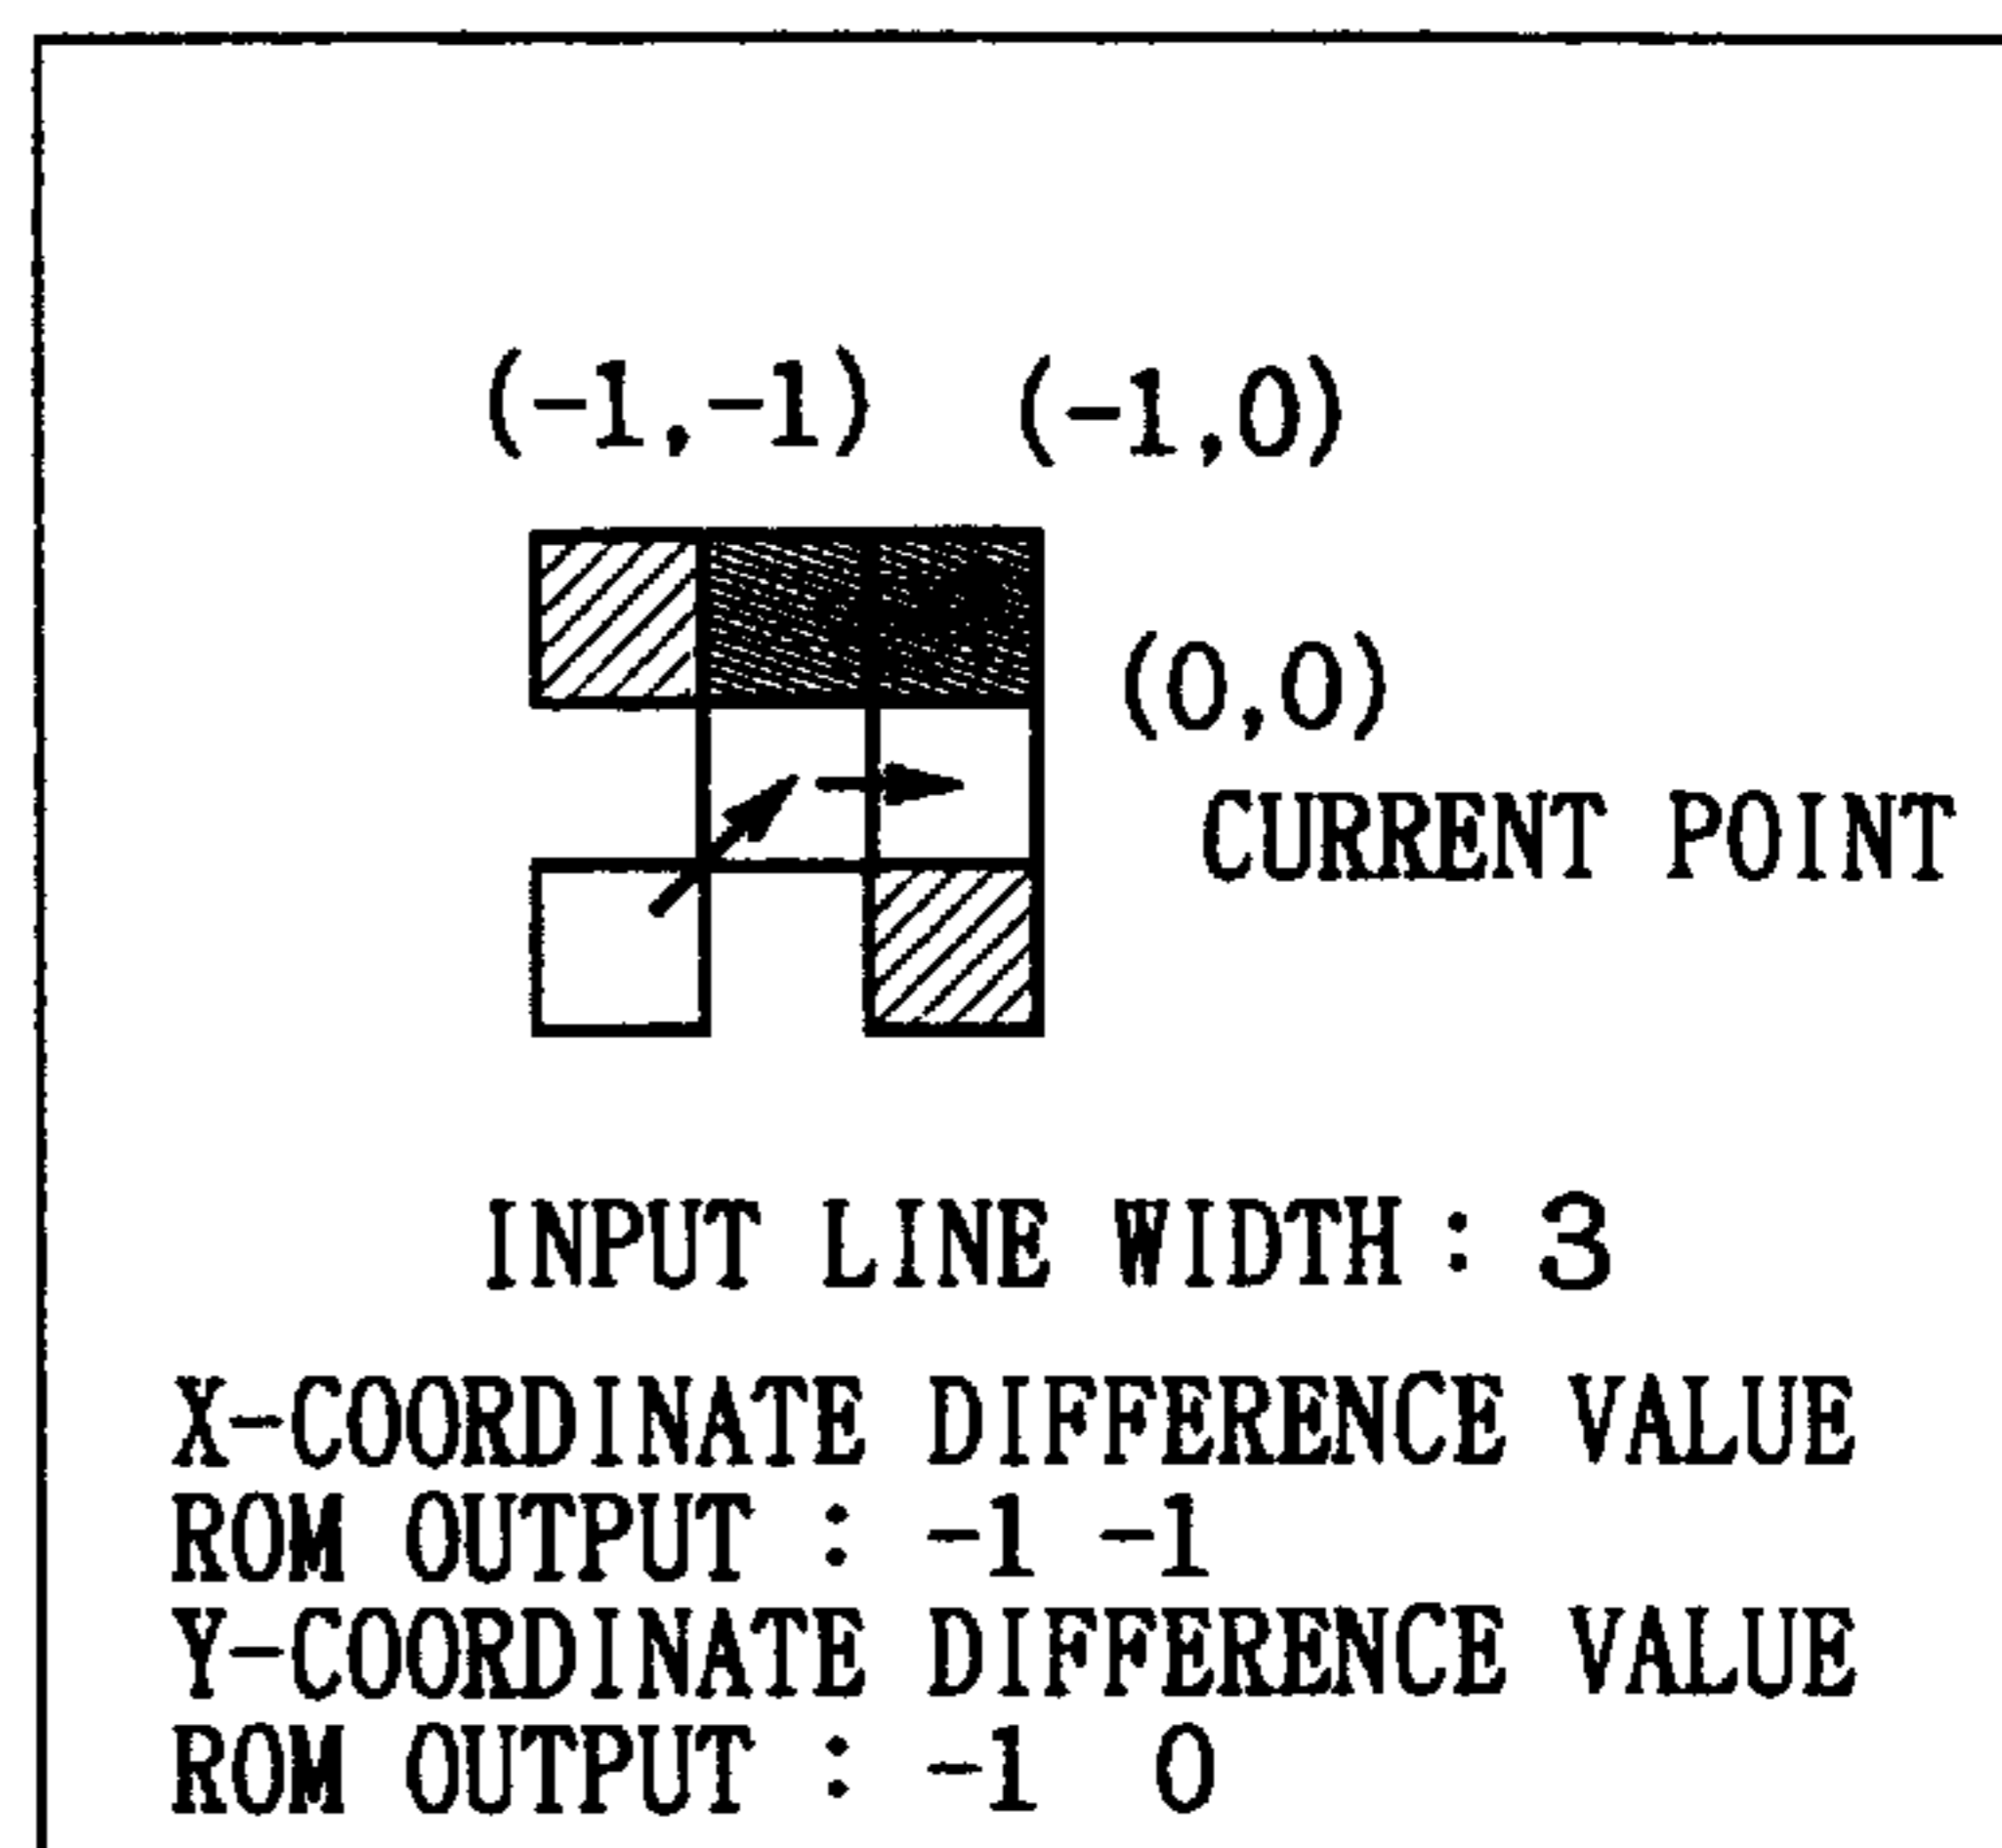 (-1,-1) (-1,0)
(0,0)
CURRENT POINT
INPUT LINE WIDTH : 3
X-COORDINATE DIFFERENCE VALUE
ROM OUTPUT : -1 -1
Y-COORDINATE DIFFERENCE VALUE
ROM OUTPUT : -1 0